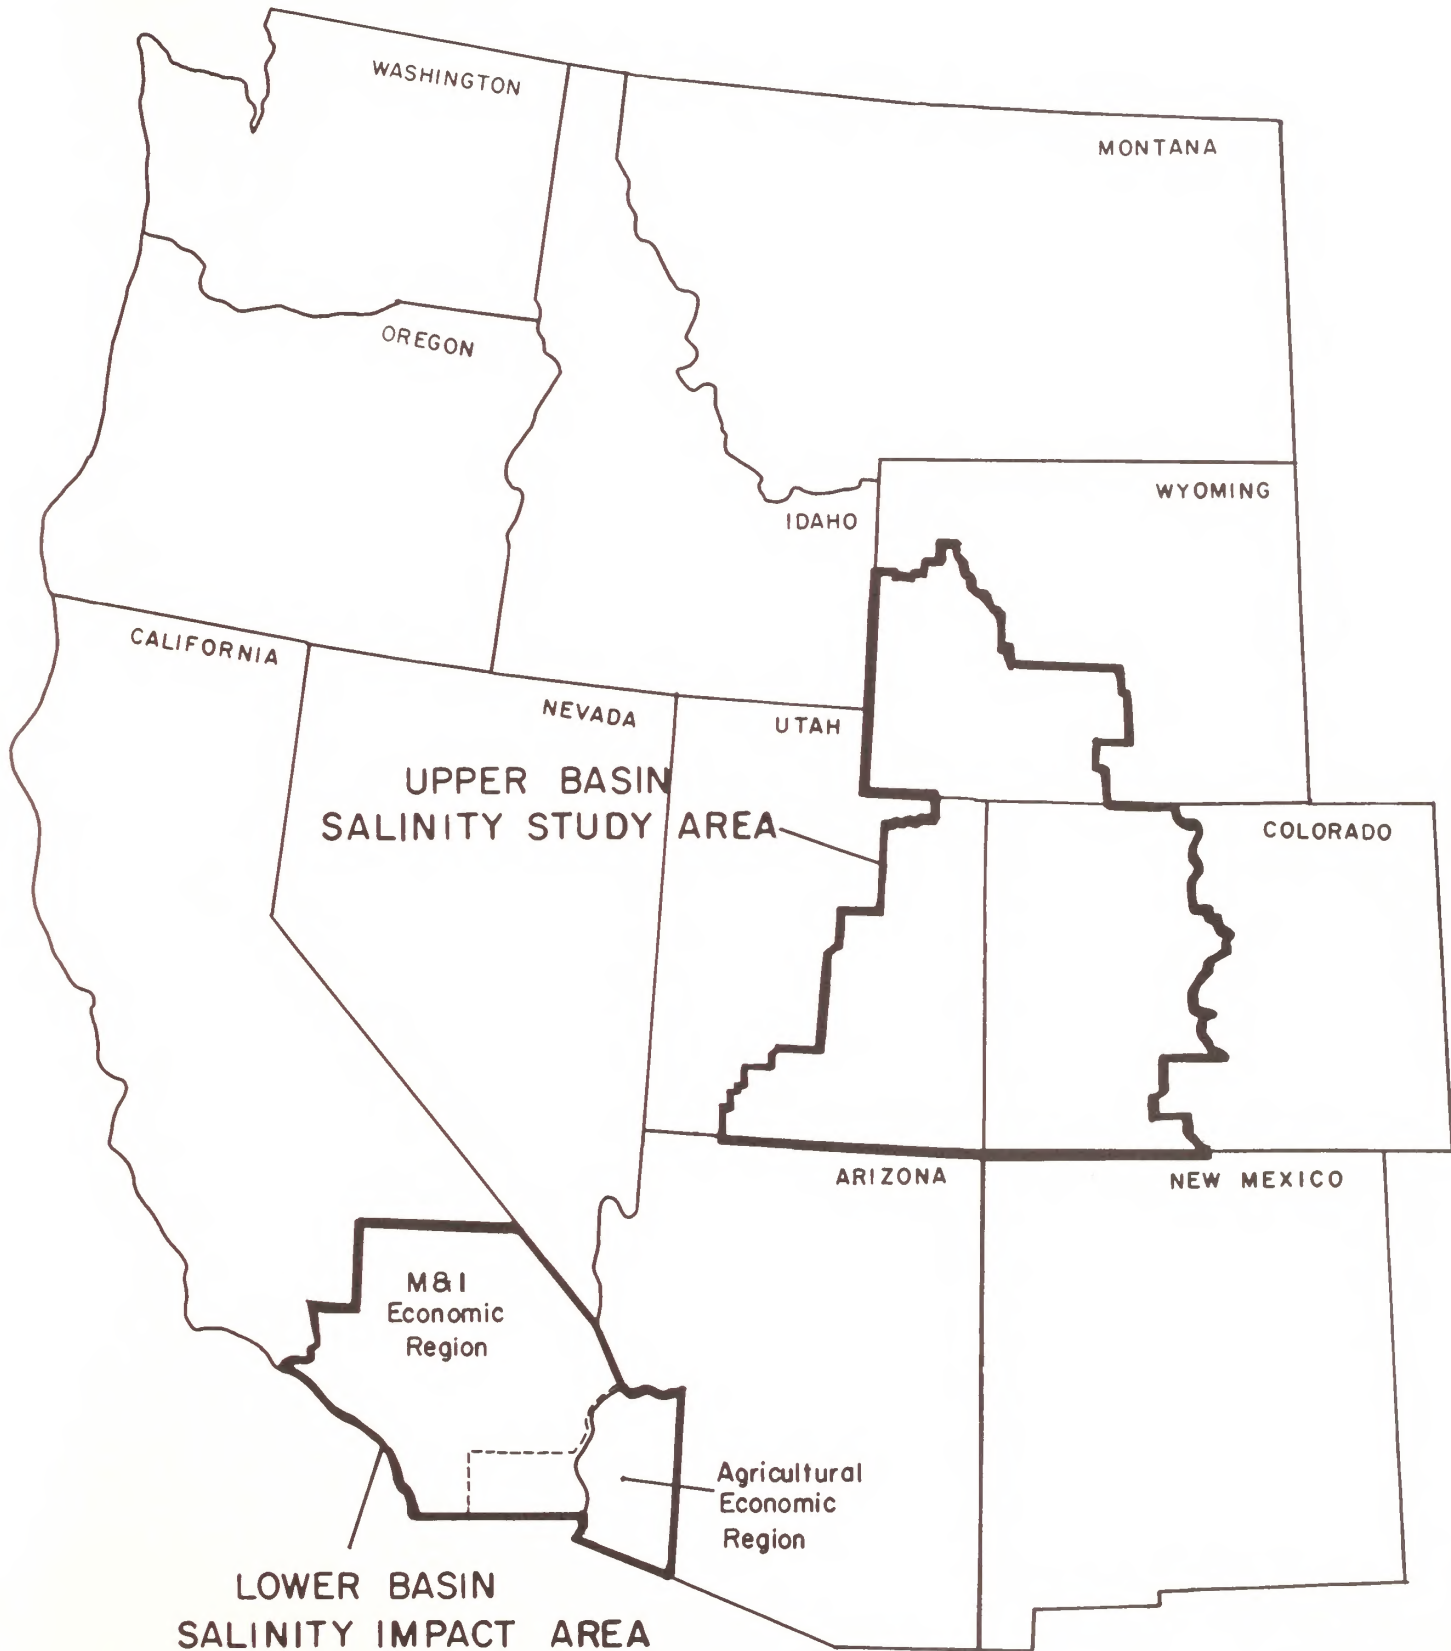 WASHINGTON
MONTANA
OREGON
WYOMING
IDAHO
CALIFORNIA
NEVADA
UTAH
UPPER BASIN
SALINITY STUDY AREA
COLORADO
ARIZONA
NEW MEXICO
M&I
Economic
Region
Agricultural
Economic
Region
LOWER BASIN
SALINITY IMPACT AREA